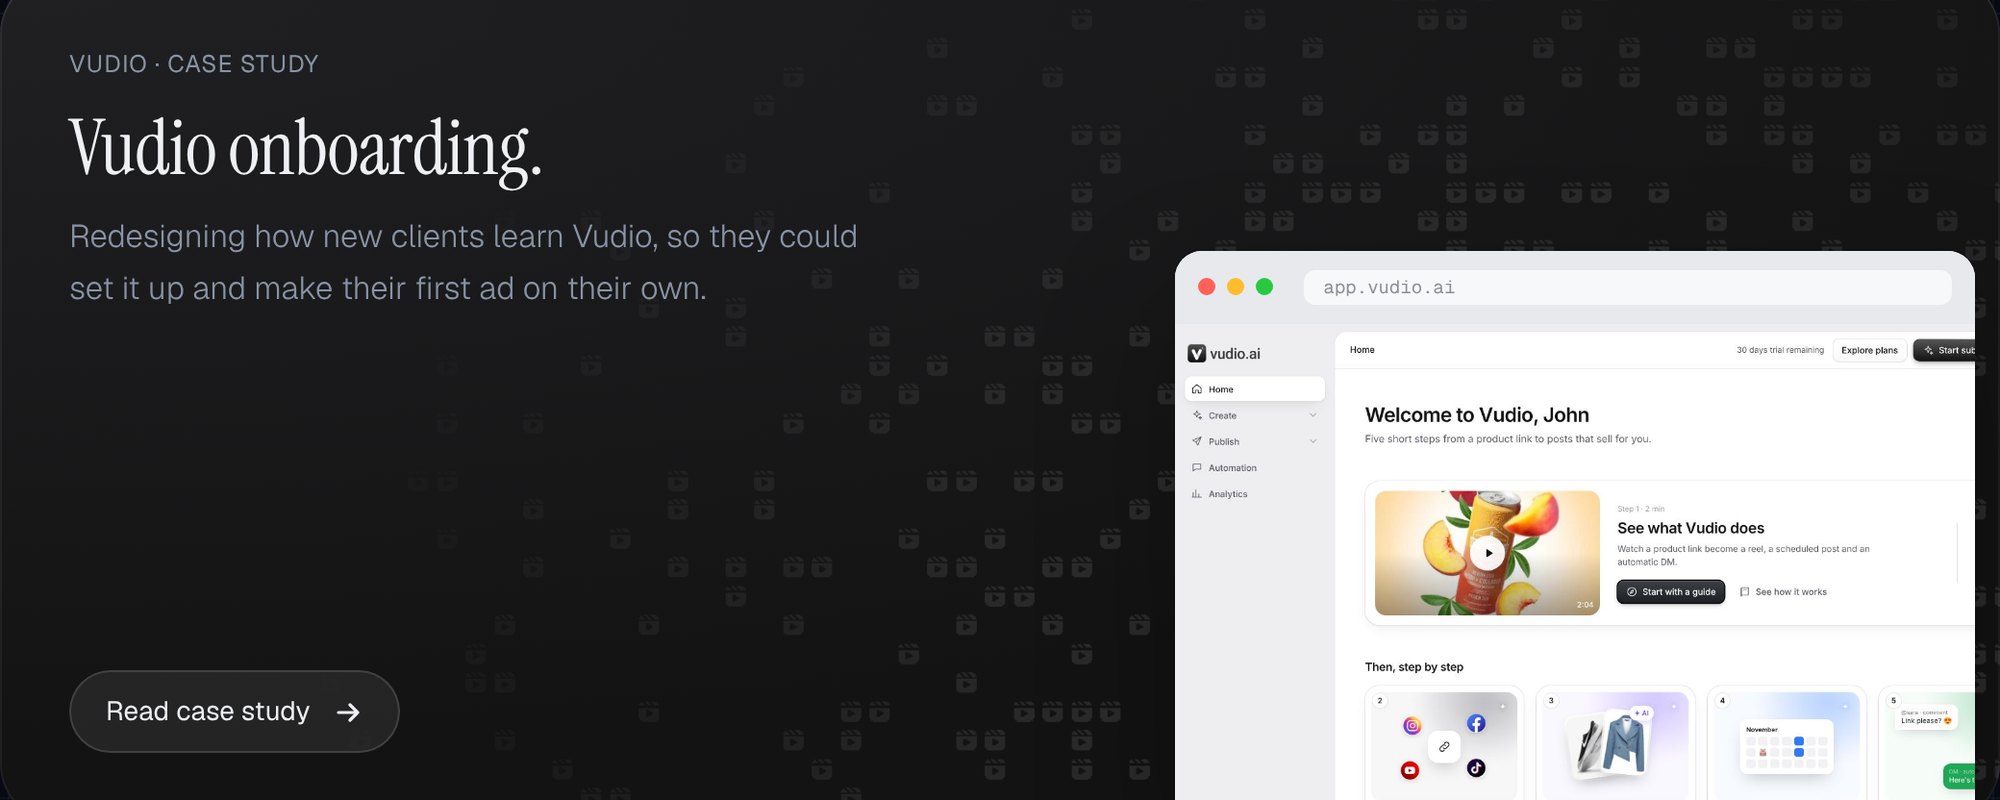 VUDIO · CASE STUDY
Vudio onboarding.
Redesigning how new clients learn Vudio, so they could
set it up and make their first ad on their own.
Read case study
app.vudio.ai
vudio.ai
Home
Create
Publish
Automation
Analytics
Home
30 days trial remaining
Explore plans
Start sub
Welcome to Vudio, John
Five short steps from a product link to posts that sell for you.
2:04
Step 1 · 2 min
See what Vudio does
Watch a product link become a reel, a scheduled post and an
automatic DM.
Start with a guide
See how it works
Then, step by step
2
3
+ AI
4
November
5
comment
Link please? 😍
DM
Here's